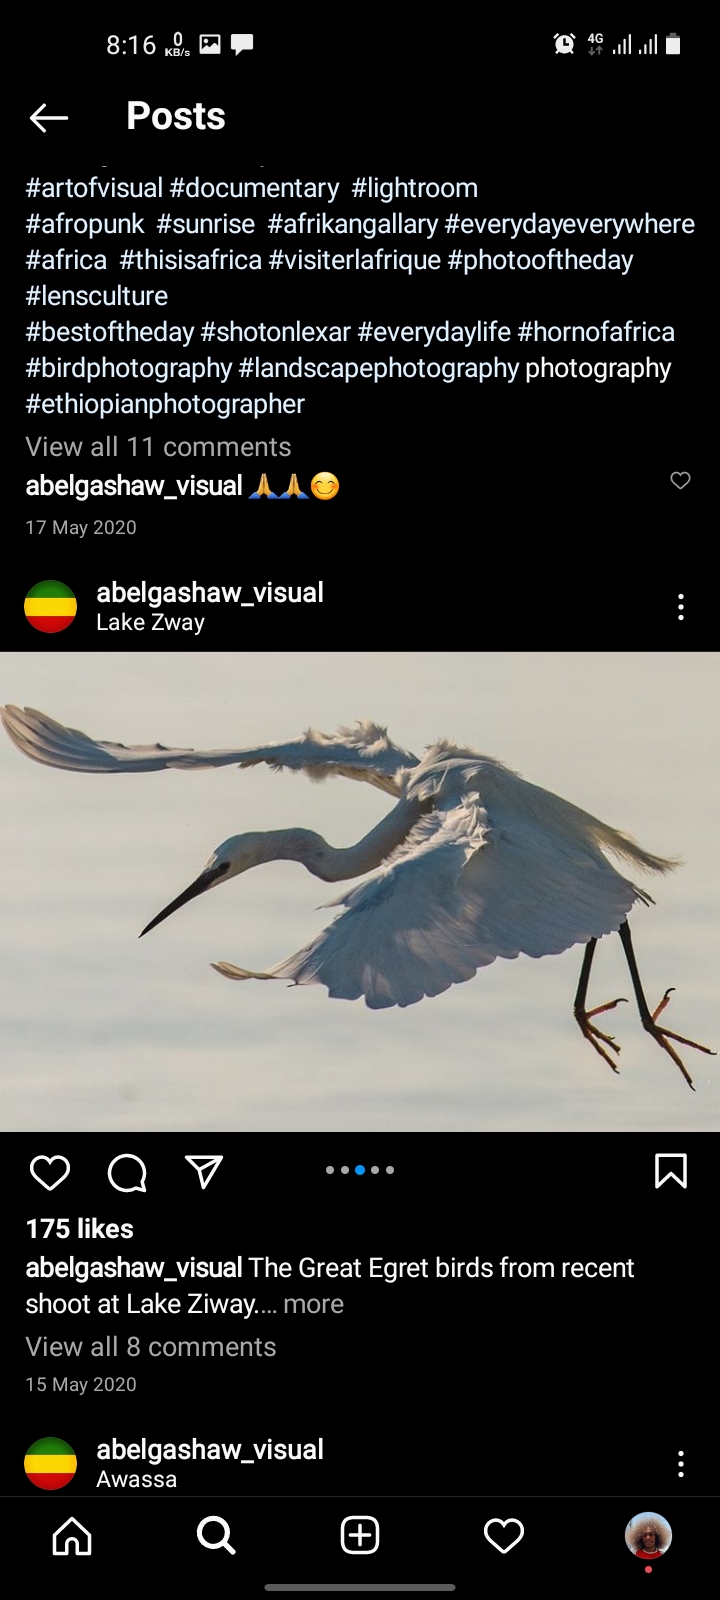 8:16 0 KB/s 4G
Posts
#artofvisual #documentary #lightroom
#afropunk #sunrise #afrikangallary #everydayeverywhere
#africa #thisisafrica #visiterlafrique #photooftheday
#lensculture
#bestoftheday #shotonlexar #everydaylife #hornofafrica
#birdphotography #landscapephotography photography
#ethiopianphotographer
View all 11 comments
abelgashaw_visual 🙏🙏😊
17 May 2020
abelgashaw_visual
Lake Zway
175 likes
abelgashaw_visual The Great Egret birds from recent
shoot at Lake Ziway.... more
View all 8 comments
15 May 2020
abelgashaw_visual
Awassa